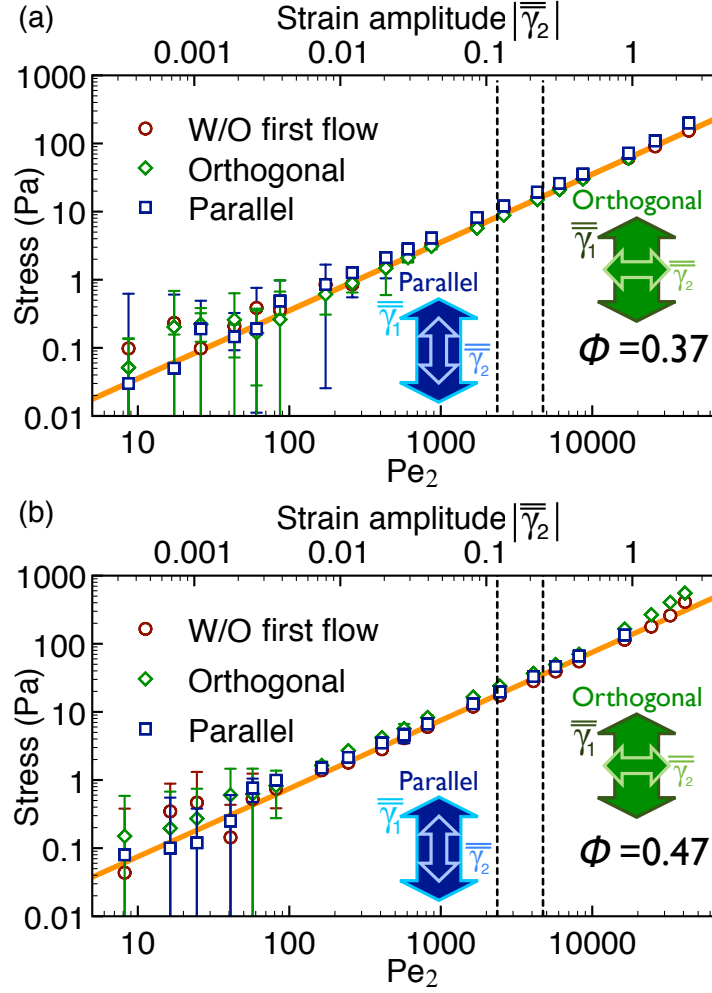 (a)
Strain amplitude |γ̿₂|
0.001 0.01 0.1 1
1000
100
10
1
0.1
0.01
Stress (Pa)
W/O first flow
Orthogonal
Parallel
Parallel
γ̿₁
γ̿₂
Orthogonal
γ̿₁
γ̿₂
Φ =0.37
10 100 1000 10000
Pe₂
(b)
Strain amplitude |γ̿₂|
0.001 0.01 0.1 1
1000
100
10
1
0.1
0.01
Stress (Pa)
W/O first flow
Orthogonal
Parallel
Parallel
γ̿₁
γ̿₂
Orthogonal
γ̿₁
γ̿₂
Φ =0.47
10 100 1000 10000
Pe₂